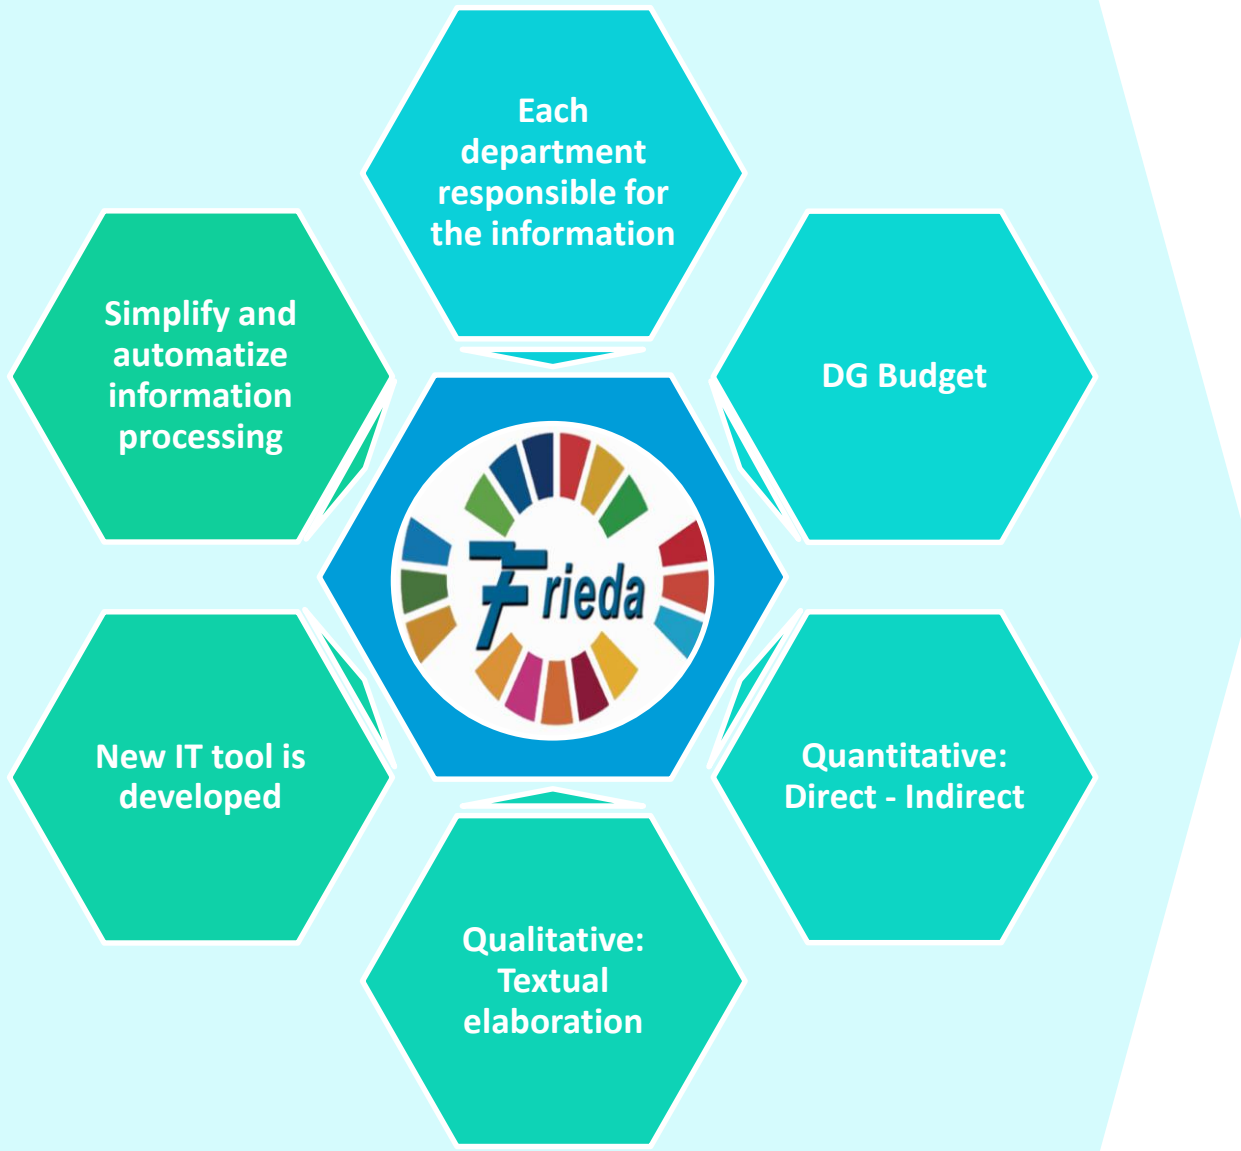 Each
department
responsible for
the information
DG Budget
Quantitative:
Direct - Indirect
Qualitative:
Textual
elaboration
New IT tool is
developed
Simplify and
automatize
information
processing
Frieda